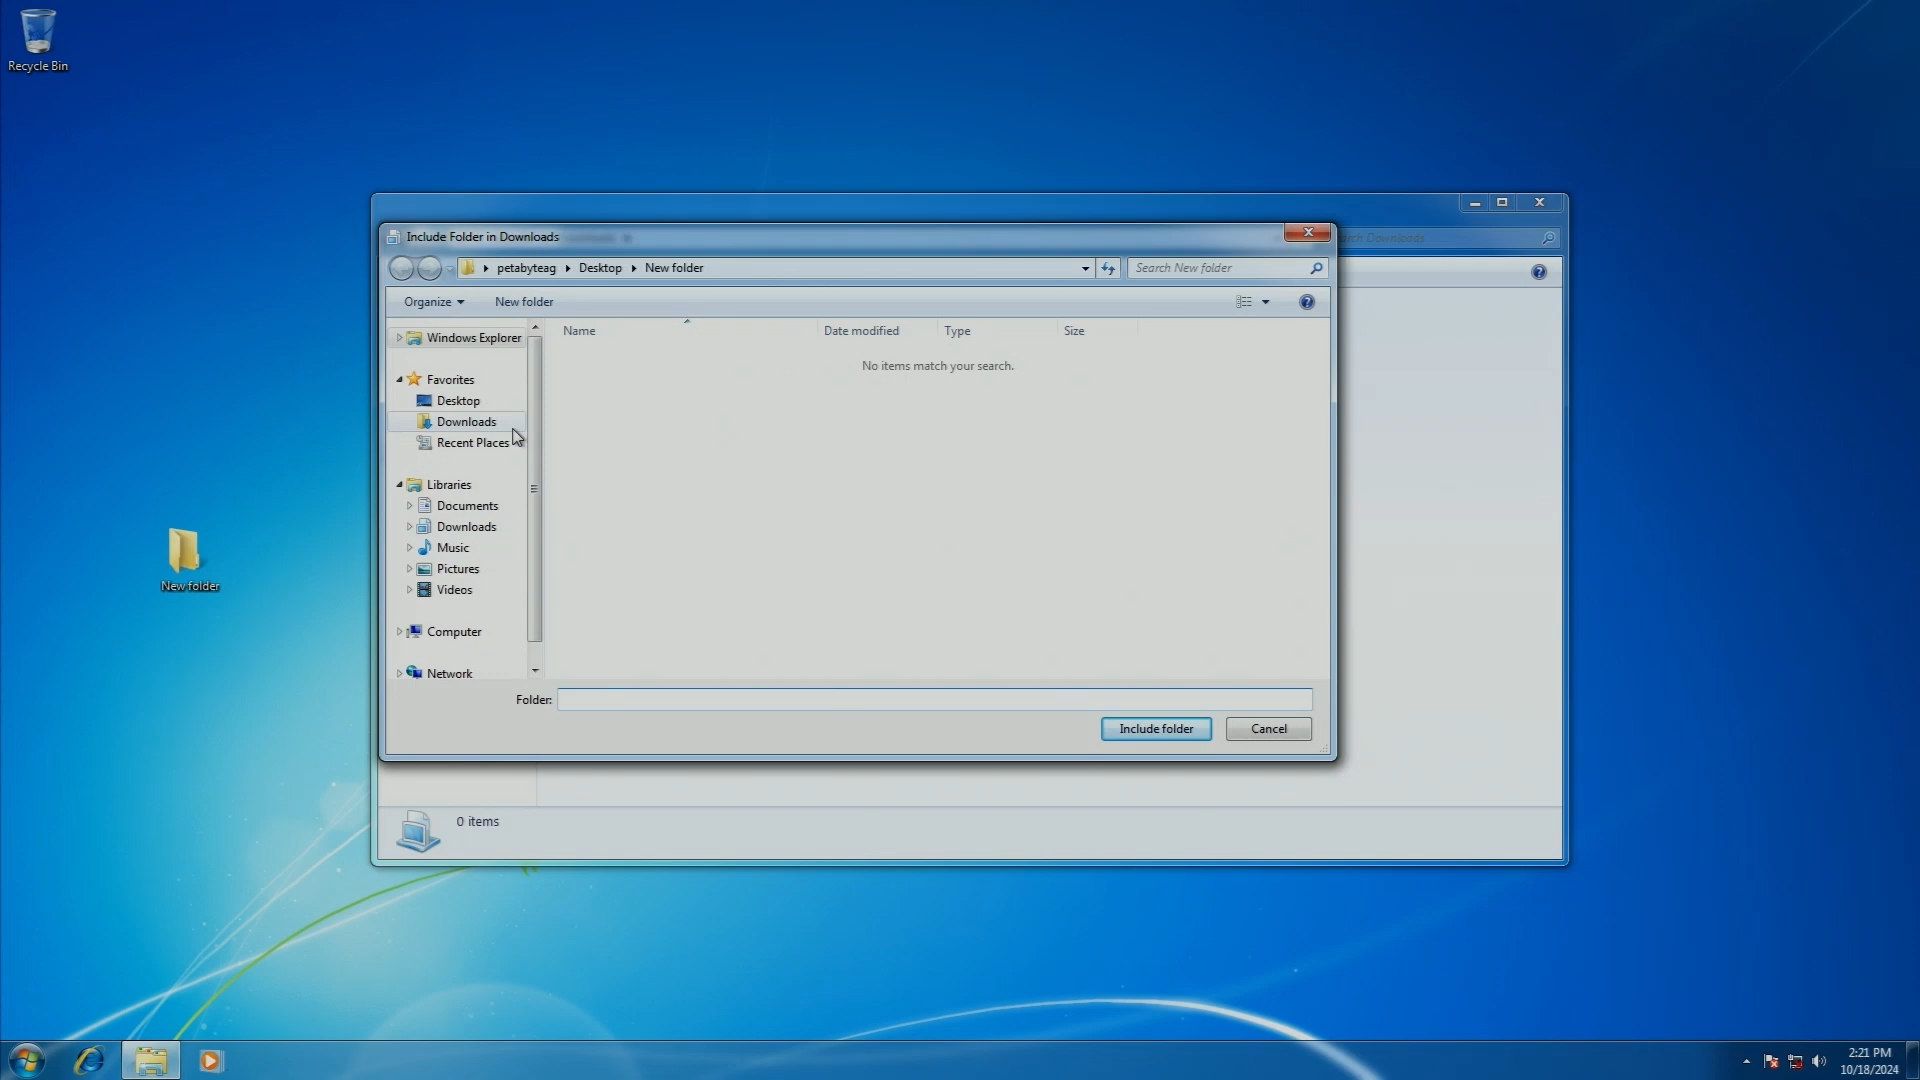 Recycle Bin
Include Folder in Downloads
petabyteag Desktop New folder
Search New folder
Organize New folder
Windows Explorer
Name Date modified Type Size
No items match your search.
Favorites
Desktop
Downloads
Recent Places
Libraries
Documents
Downloads
Music
Pictures
Videos
Computer
Network
New folder
Folder:
Include folder Cancel
0 items
2:21 PM
10/18/2024